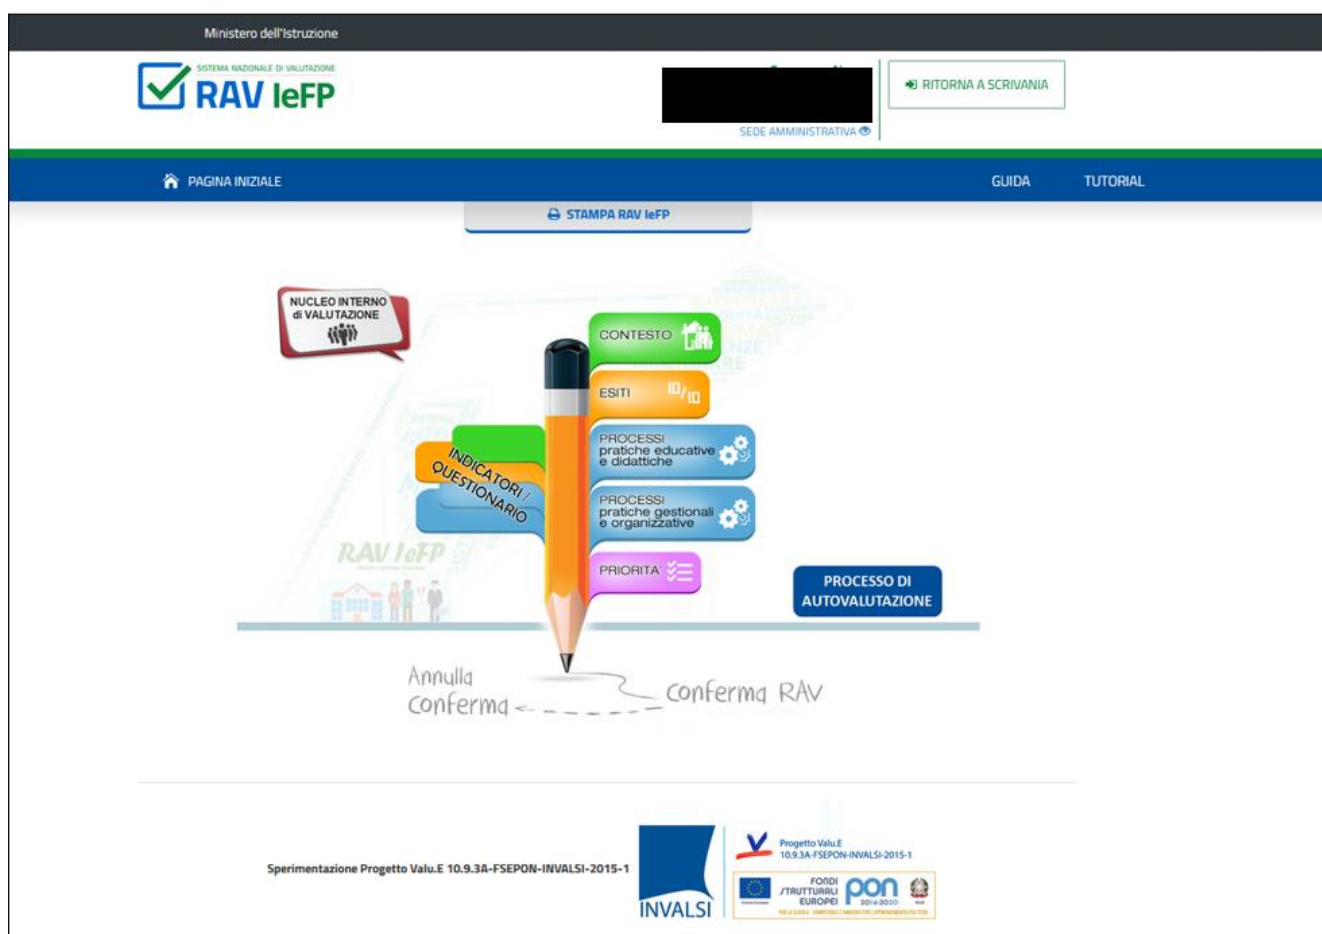 Ministero dell'Istruzione
SISTEMA NAZIONALE DI VALUTAZIONE
RAV IeFP
SEDE AMMINISTRATIVA
RITORNA A SCRIVANIA
PAGINA INIZIALE
GUIDA
TUTORIAL
STAMPA RAV IeFP
NUCLEO INTERNO
di VALUTAZIONE
CONTESTO
ESITI
10/10
PROCESSI
pratiche educative
e didattiche
INDICATORI/
QUESTIONARIO
PROCESSI
pratiche gestionali
e organizzative
RAV IeFP
PRIORITA'
PROCESSO DI
AUTOVALUTAZIONE
Annulla
conferma
conferma RAV
Sperimentazione Progetto Valu.E 10.9.3A-FSEPON-INVALSI-2015-1
INVALSI
Progetto Valu.E
10.9.3A-FSEPON-INVALSI-2015-1
FONDI
STRUTTURALI
EUROPEI
pon
2014-2020